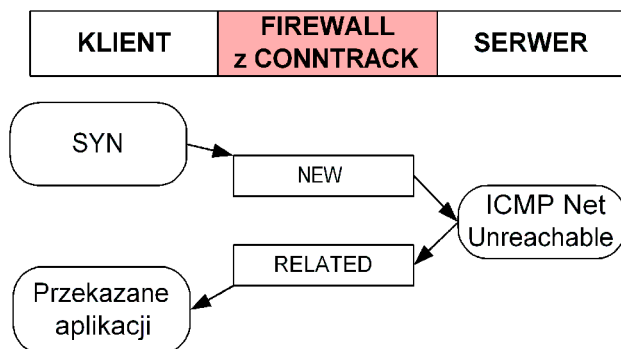 KLIENT
FIREWALL
z CONNTRACK
SERWER
SYN
NEW
ICMP Net
Unreachable
RELATED
Przekazane
aplikacji